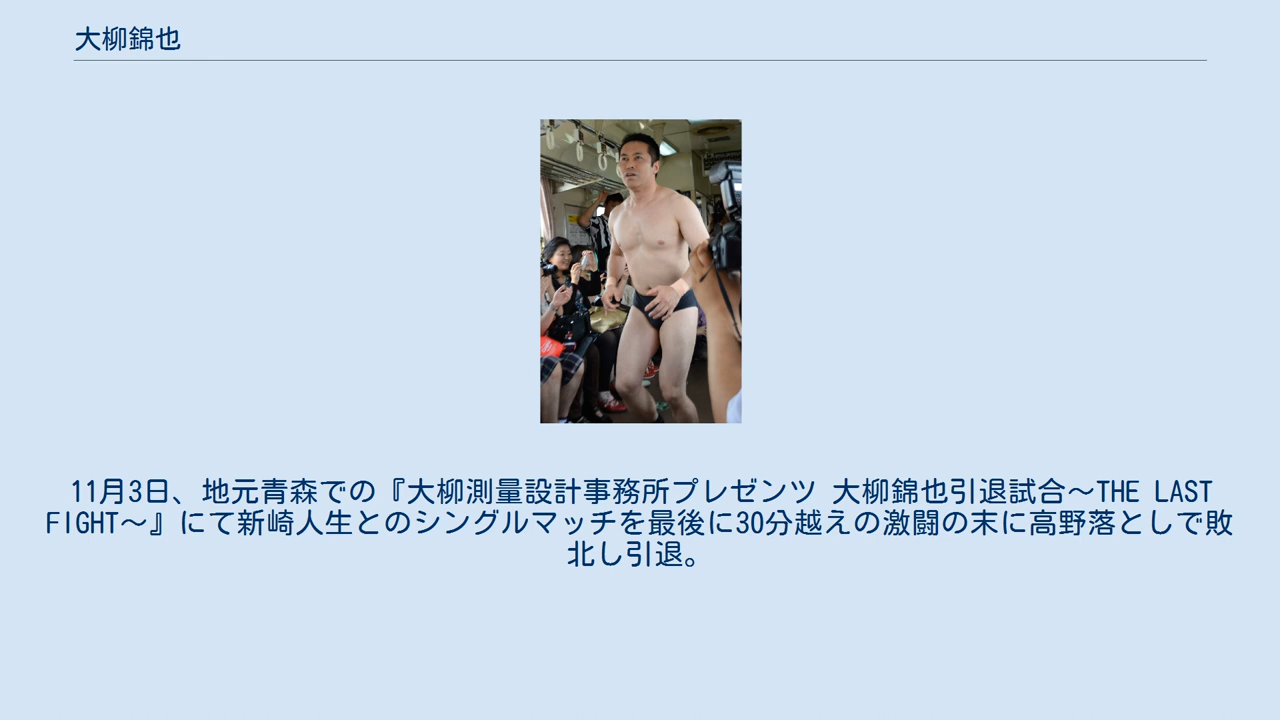 大柳錦也
11月3日、地元青森での『大柳測量設計事務所プレゼンツ 大柳錦也引退試合～THE LAST
FIGHT～』にて新崎人生とのシングルマッチを最後に30分越えの激闘の末に高野落としで敗
北し引退。